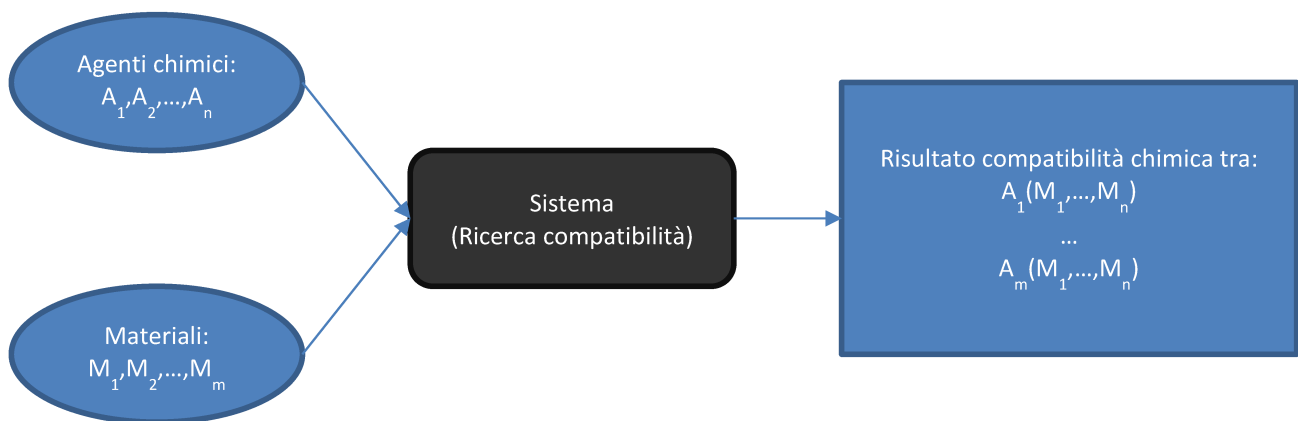 Agenti chimici:
A₁,A₂,...,Aₙ
Materiali:
M₁,M₂,...,Mₘ
Sistema
(Ricerca compatibilità)
Risultato compatibilità chimica tra:
A₁(M₁,...,Mₙ)
...
Aₘ(M₁,...,Mₙ)